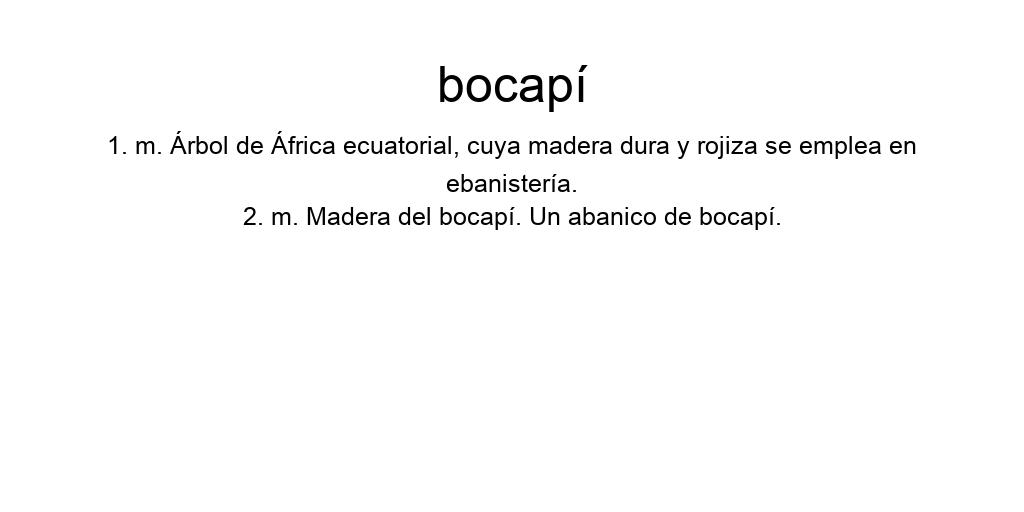 bocapí
1. m. Árbol de África ecuatorial, cuya madera dura y rojiza se emplea en
ebanistería.
2. m. Madera del bocapí. Un abanico de bocapí.